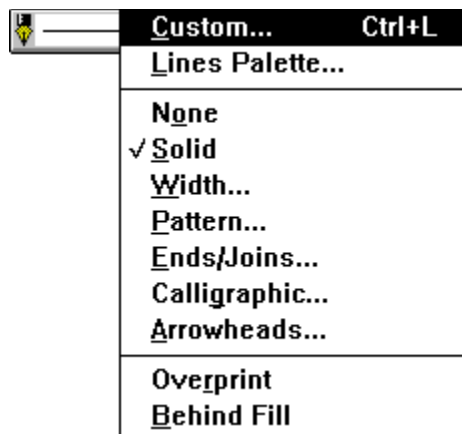 Custom... Ctrl+L
Lines Palette...
None
Solid
Width...
Pattern...
Ends/Joins...
Calligraphic...
Arrowheads...
Overprint
Behind Fill